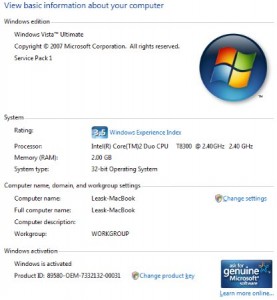 View basic information about your computer
Windows edition
Windows Vista™ Ultimate
Copyright © 2007 Microsoft Corporation. All rights reserved.
Service Pack 1
System
Rating: 3,5 Windows Experience Index
Processor: Intel(R) Core(TM)2 Duo CPU T8300 @ 2.40GHz 2.40 GHz
Memory (RAM): 2.00 GB
System type: 32-bit Operating System
Computer name, domain, and workgroup settings
Computer name: Leask-MacBook Change settings
Full computer name: Leask-MacBook
Computer description:
Workgroup: WORKGROUP
Windows activation
Windows is activated
Product ID: 89580-OEM-7332132-00031 Change product key
ask for
genuine
Microsoft
software
Learn more online...